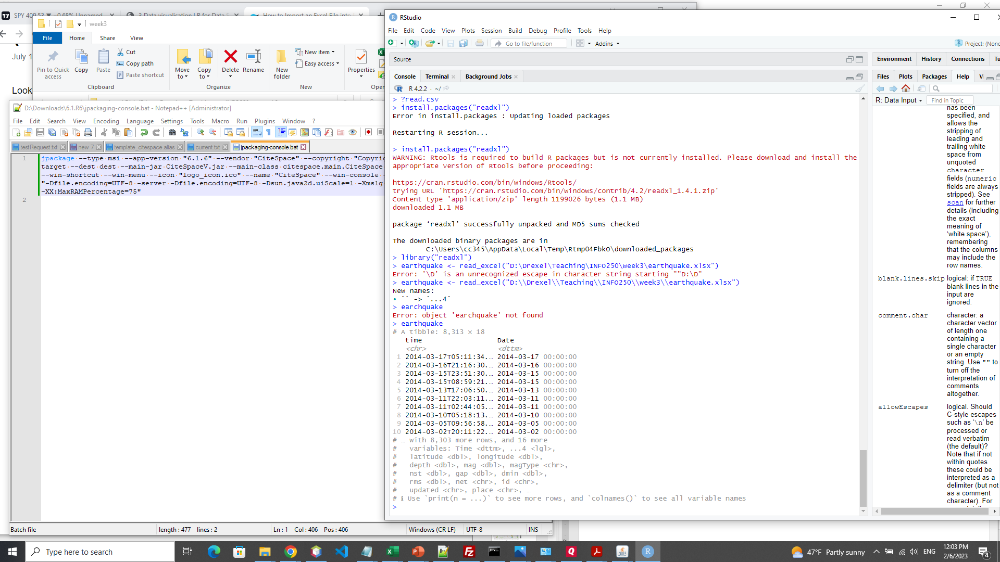 SPY 409.53 ▼ −0.68% Unnamed
3 Data visualisation | R for Data S
How to Import an Excel File into
July 1
Look
week3
File
Home
Share
View
Pin to Quick access
Copy
Paste
Cut
Copy path
Paste shortcut
Move to
Copy to
Delete
Rename
New folder
New item
Easy access
Properties
Open
Clipboard
Organize
New
D:\Downloads\6.1.R6\jpackaging-console.bat - Notepad++ [Administrator]
File Edit Search View Encoding Language Settings Tools Macro Run Plugins Window ?
testRequest.txt
new 7
template_citespace.alias
current.txt
jpackaging-console.bat
1
jpackage --type msi --app-version "6.1.6" --vendor "CiteSpace" --copyright "Copyrig
target --dest dest --main-jar CiteSpaceV.jar --main-class citespace.main.CiteSpace
--win-shortcut --win-menu --icon "logo_icon.ico" --name "CiteSpace" --win-console
"-Dfile.encoding=UTF-8 -server -Dfile.encoding=UTF-8 -Dsun.java2d.uiScale=1 -Xms1g
-XX:MaxRAMPercentage=75"
2
Batch file
length : 477 lines : 2
Ln : 1 Col : 406 Pos : 406
Windows (CR LF)
UTF-8
INS
RStudio
File Edit Code View Plots Session Build Debug Profile Tools Help
Go to file/function
Addins
Project: (None
Source
Console
Terminal
Background Jobs
R 4.2.2 · ~/
> ?read.csv
> install.packages("readxl")
Error in install.packages : Updating loaded packages
Restarting R session...
> install.packages("readxl")
WARNING: Rtools is required to build R packages but is not currently installed. Please download and install the
appropriate version of Rtools before proceeding:
https://cran.rstudio.com/bin/windows/Rtools/
trying URL 'https://cran.rstudio.com/bin/windows/contrib/4.2/readxl_1.4.1.zip'
Content type 'application/zip' length 1199026 bytes (1.1 MB)
downloaded 1.1 MB
package ‘readxl’ successfully unpacked and MD5 sums checked
The downloaded binary packages are in
C:\Users\cc345\AppData\Local\Temp\RtmpO4FbkO\downloaded_packages
> library("readxl")
> earthquake <- read_excel("D:\Drexel\Teaching\INFO250\week3\earthquake.xlsx")
Error: '\D' is an unrecognized escape in character string starting ""D:\D"
> earthquake <- read_excel("D:\\Drexel\\Teaching\\INFO250\\week3\\earthquake.xlsx")
New names:
• `` -> `...4`
> earchquake
Error: object 'earchquake' not found
> earthquake
# A tibble: 8,313 × 18
time Date
<chr> <dttm>
1 2014-03-17T05:11:34.… 2014-03-17 00:00:00
2 2014-03-16T21:16:30.… 2014-03-16 00:00:00
3 2014-03-15T23:51:30.… 2014-03-15 00:00:00
4 2014-03-15T08:59:21.… 2014-03-15 00:00:00
5 2014-03-13T17:06:50.… 2014-03-13 00:00:00
6 2014-03-11T22:03:11.… 2014-03-11 00:00:00
7 2014-03-11T02:44:05.… 2014-03-11 00:00:00
8 2014-03-10T05:18:13.… 2014-03-10 00:00:00
9 2014-03-05T09:56:58.… 2014-03-05 00:00:00
10 2014-03-02T20:11:22.… 2014-03-02 00:00:00
# … with 8,303 more rows, and 16 more
# variables: Time <dttm>, ...4 <lgl>,
# latitude <dbl>, longitude <dbl>,
# depth <dbl>, mag <dbl>, magType <chr>,
# nst <dbl>, gap <dbl>, dmin <dbl>,
# rms <dbl>, net <chr>, id <chr>,
# updated <chr>, place <chr>, …
# ℹ Use `print(n = ...)` to see more rows, and `colnames()` to see all variable names
>
Environment History Connections Tu
Files Plots Packages Help Vi
R: Data Input
Find in Topic
has been
specified, and
allows the
stripping of
leading and
trailing white
space from
unquoted
character
fields (numeric
fields are always
stripped). See
scan for further
details (including
the exact
meaning of
‘white space’),
remembering
that the columns
may include the
row names.
blank.lines.skip logical: if TRUE
blank lines in the
input are
ignored.
comment.char character: a
character vector
of length one
containing a
single character
or an empty
string. Use "" to
turn off the
interpretation of
comments
altogether.
allowEscapes logical. Should
C-style escapes
such as ‘\n’ be
processed or
read verbatim
(the default)?
Note that if not
within quotes
these could be
interpreted as a
delimiter (but not
as a comment
character). For
Type here to search
47°F Partly sunny
ENG
12:03 PM
2/6/2023
4